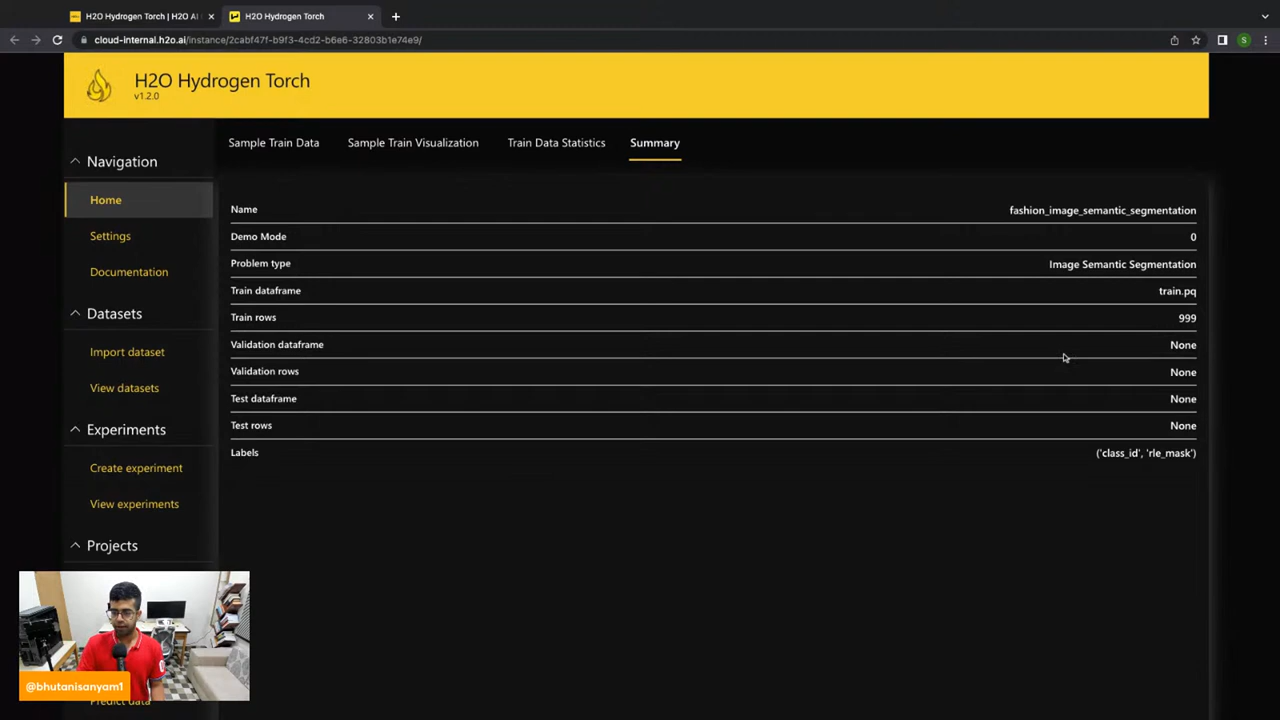 H2O Hydrogen Torch | H2O AI
H2O Hydrogen Torch
cloud-internal.h2o.ai/instance/2cabf47f-b9f3-4cd2-b6e6-32803b1e74e9/
S
H2O Hydrogen Torch
v1.2.0
Navigation
Home
Settings
Documentation
Datasets
Import dataset
View datasets
Experiments
Create experiment
View experiments
Projects
Predict data
Sample Train Data Sample Train Visualization Train Data Statistics Summary
Name fashion_image_semantic_segmentation
Demo Mode 0
Problem type Image Semantic Segmentation
Train dataframe train.pq
Train rows 999
Validation dataframe None
Validation rows None
Test dataframe None
Test rows None
Labels ('class_id', 'rle_mask')
@bhutanisanyam1